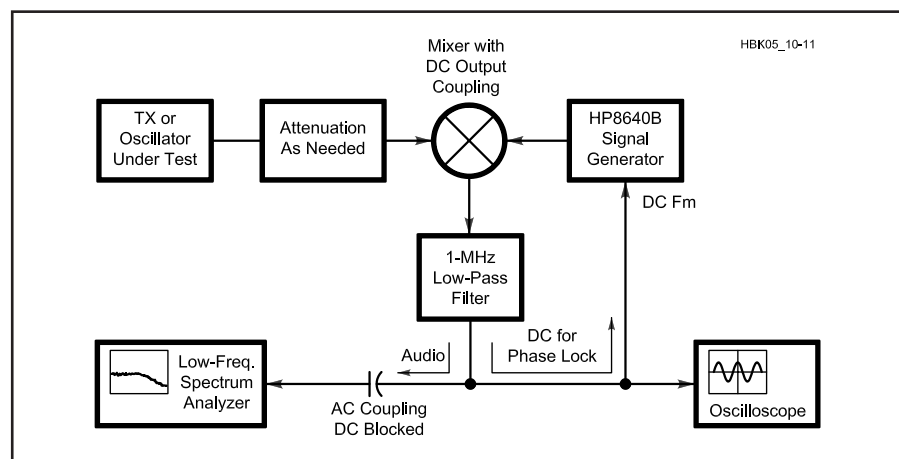 HBK05_10-11
Mixer with
DC Output
Coupling
TX or
Oscillator
Under Test
Attenuation
As Needed
HP8640B
Signal
Generator
DC Fm
1-MHz
Low-Pass
Filter
Audio
DC for
Phase Lock
Low-Freq.
Spectrum
Analyzer
AC Coupling
DC Blocked
Oscilloscope